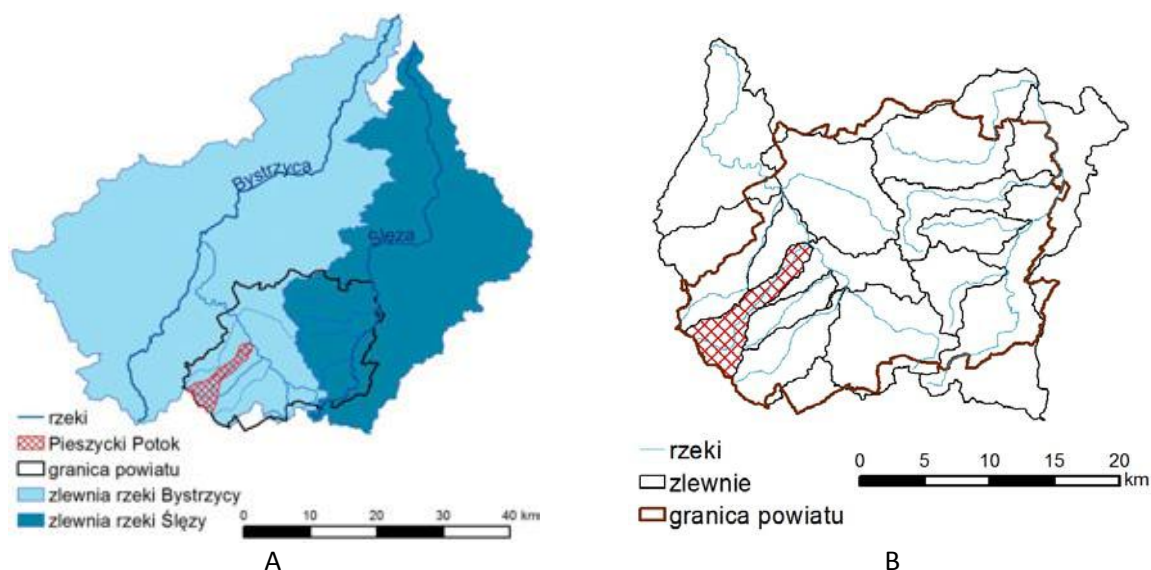 Bystrzyca
Ślęza
rzeki
Pieszycki Potok
granica powiatu
zlewnia rzeki Bystrzycy
zlewnia rzeki Ślęzy
0 10 20 30 40 km
A
rzeki
zlewnie
granica powiatu
0 5 10 15 20
km
B